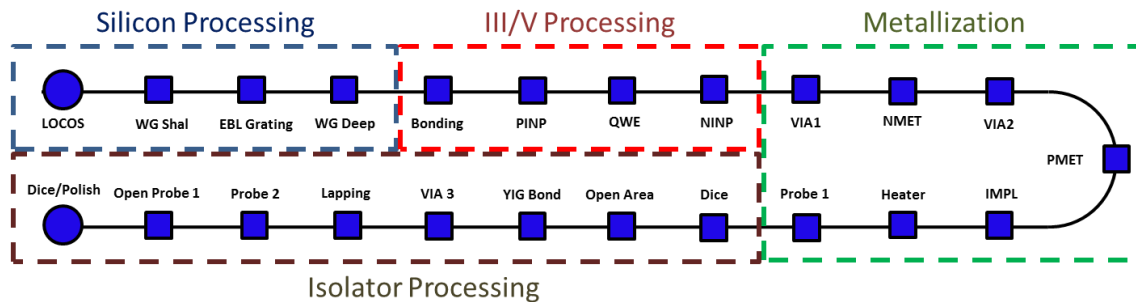 Silicon Processing III/V Processing Metallization
LOCOS WG Shal EBL Grating WG Deep Bonding PINP QWE NINP VIA1 NMET VIA2
PMET
Dice/Polish Open Probe 1 Probe 2 Lapping VIA 3 YIG Bond Open Area Dice Probe 1 Heater IMPL
Isolator Processing